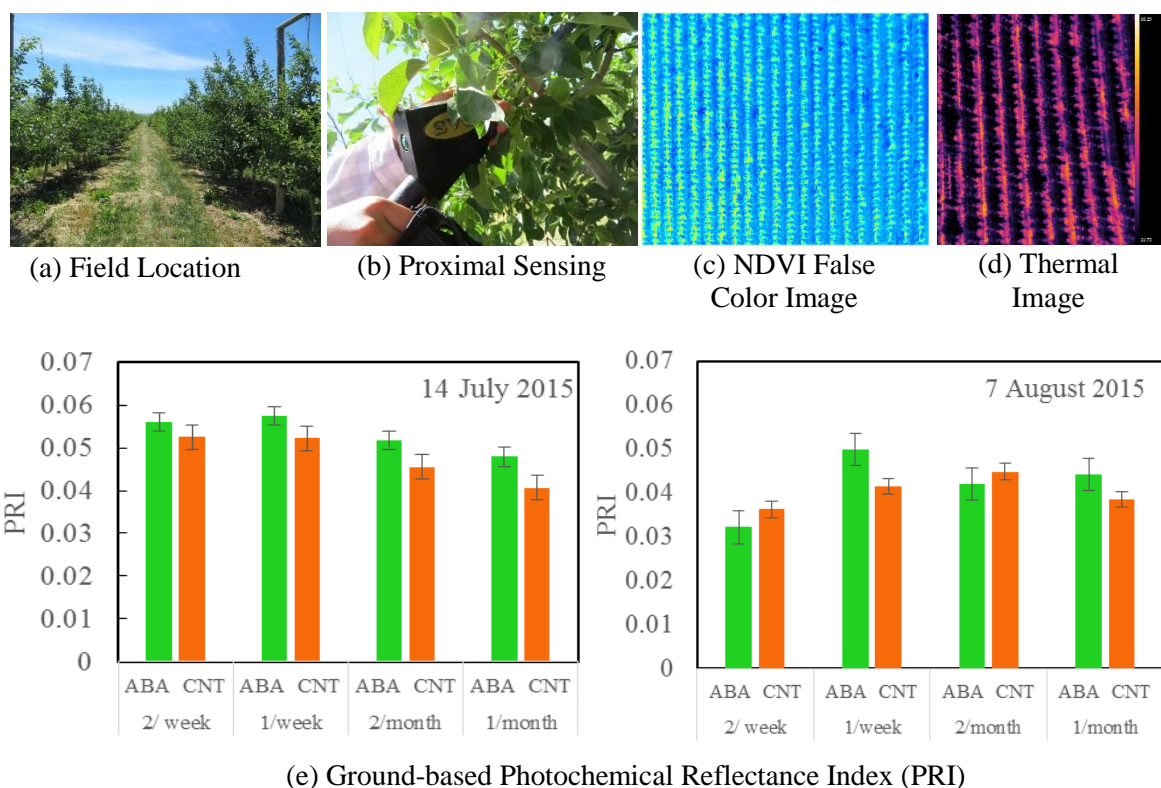 (a) Field Location
(b) Proximal Sensing
(c) NDVI False
Color Image
(d) Thermal
Image
0.07
0.06
0.05
0.04
0.03
0.02
0.01
0
PRI
14 July 2015
ABA CNT ABA CNT ABA CNT ABA CNT
2/ week 1/week 2/month 1/month
0.07
0.06
0.05
0.04
0.03
0.02
0.01
0
PRI
7 August 2015
ABA CNT ABA CNT ABA CNT ABA CNT
2/ week 1/week 2/month 1/month
(e) Ground-based Photochemical Reflectance Index (PRI)